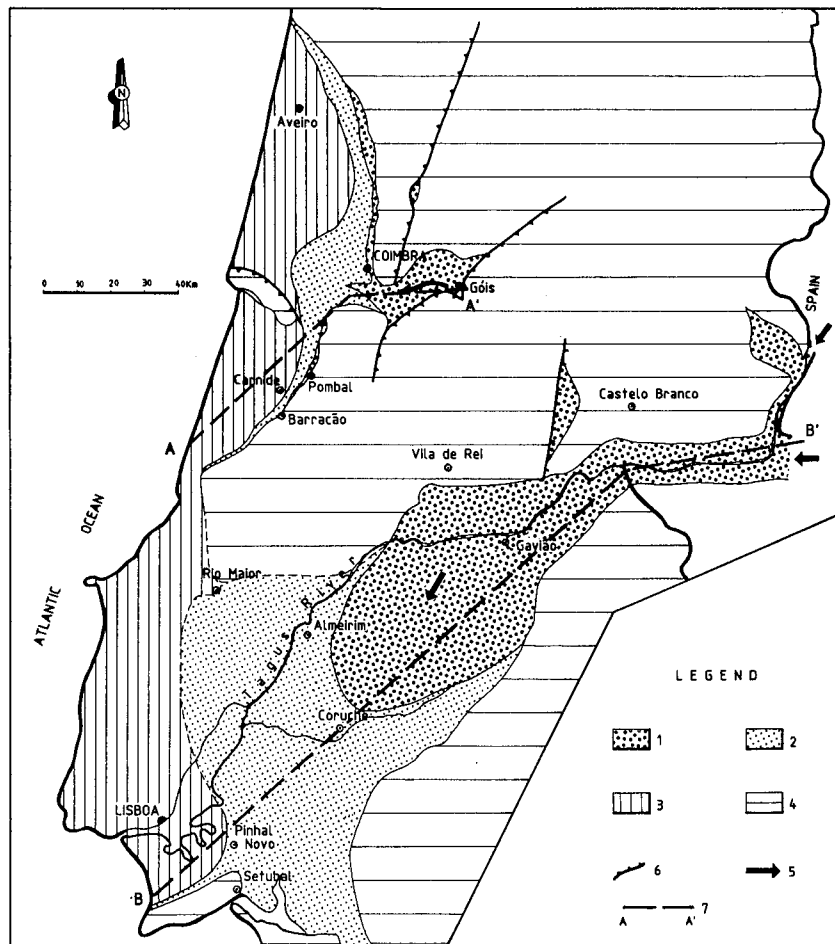 N
Aveiro
COIMBRA
Góis
A'
0 10 20 30 40Km
SPAIN
Carnide
Pombal
Castelo Branco
Barracão
A
B'
Vila de Rei
OCEAN
Gavião
Rio Maior
ATLANTIC
Tagus River
Almeirim
LEGEND
Coruche
1 2
LISBOA
3 4
Pinhal
Novo
Setubal
6 5
B
A A' 7